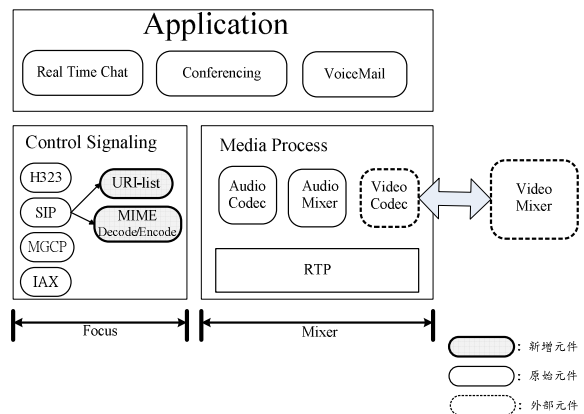 Application
Real Time Chat
Conferencing
VoiceMail
Control Signaling
H323
SIP
MGCP
IAX
URI-list
MIME
Decode/Encode
Media Process
Audio
Codec
Audio
Mixer
Video
Codec
RTP
Video
Mixer
Focus
Mixer
: 新增元件
: 原始元件
: 外部元件